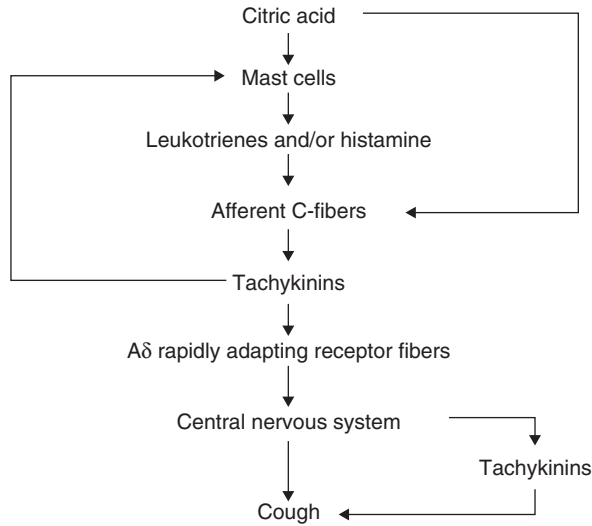 Citric acid
Mast cells
Leukotrienes and/or histamine
Afferent C-fibers
Tachykinins
Aδ rapidly adapting receptor fibers
Central nervous system
Tachykinins
Cough